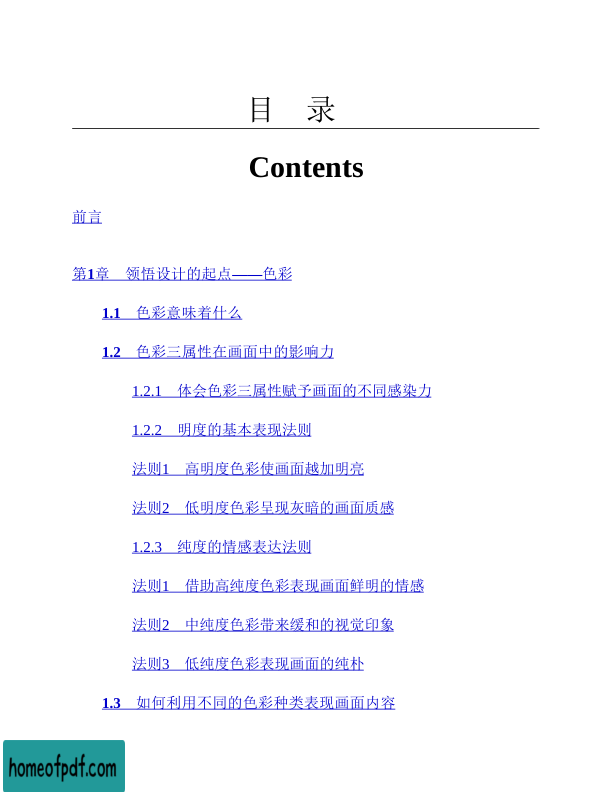 目　录
Contents
前言
第1章　领悟设计的起点——色彩
1.1　色彩意味着什么
1.2　色彩三属性在画面中的影响力
1.2.1　体会色彩三属性赋予画面的不同感染力
1.2.2　明度的基本表现法则
法则1　高明度色彩使画面越加明亮
法则2　低明度色彩呈现灰暗的画面质感
1.2.3　纯度的情感表达法则
法则1　借助高纯度色彩表现画面鲜明的情感
法则2　中纯度色彩带来缓和的视觉印象
法则3　低纯度色彩表现画面的纯朴
1.3　如何利用不同的色彩种类表现画面内容
homeofpdf.com